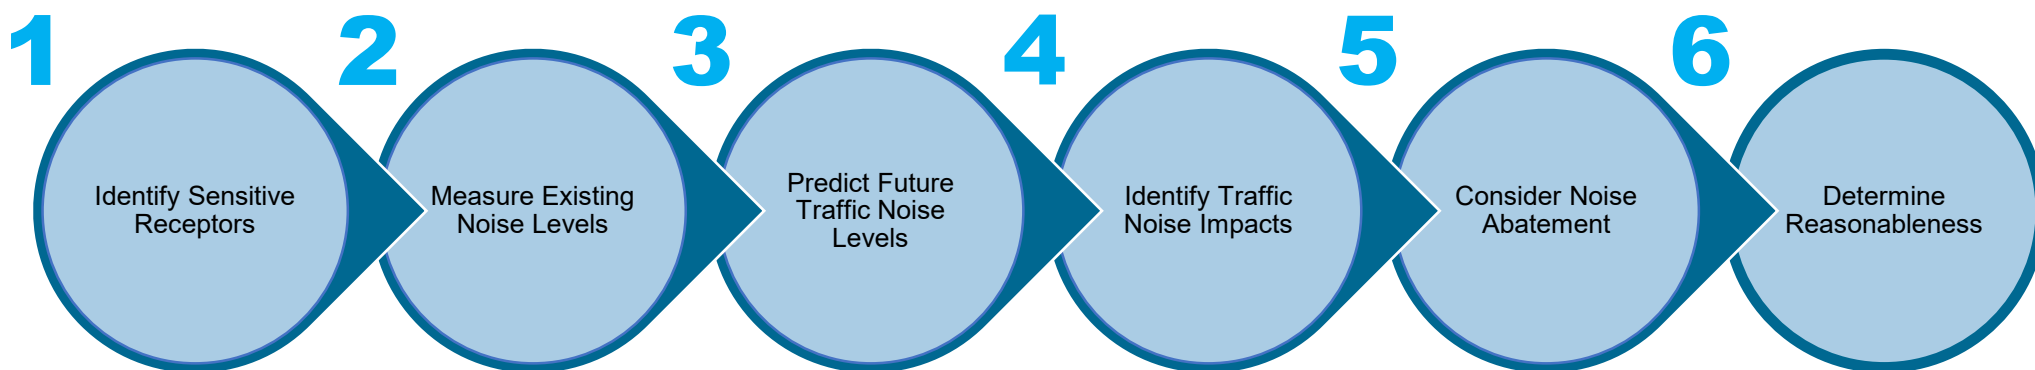 1
Identify Sensitive
Receptors
2
Measure Existing
Noise Levels
3
Predict Future
Traffic Noise
Levels
4
Identify Traffic
Noise Impacts
5
Consider Noise
Abatement
6
Determine
Reasonableness